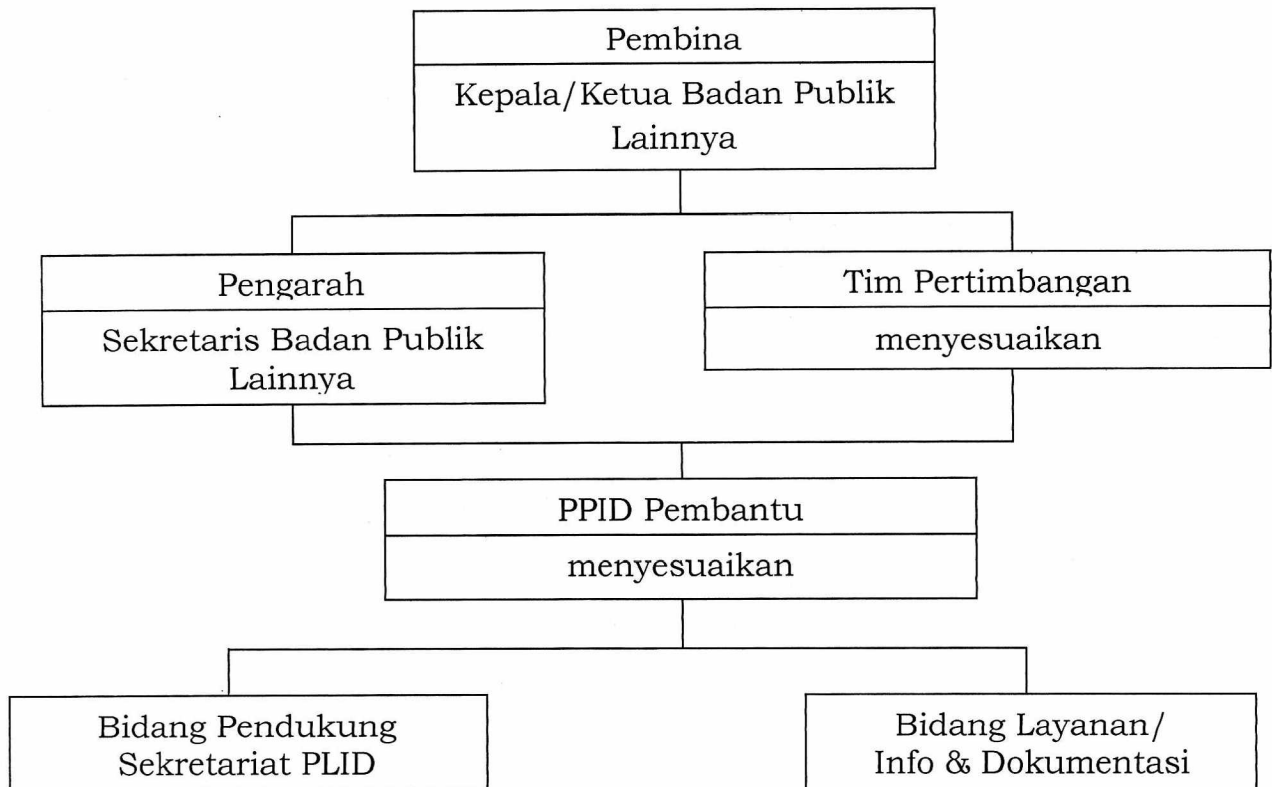 Pembina
Kepala/Ketua Badan Publik
Lainnya
Pengarah
Sekretaris Badan Publik
Lainnya
Tim Pertimbangan
menyesuaikan
PPID Pembantu
menyesuaikan
Bidang Pendukung
Sekretariat PLID
Bidang Layanan/
Info & Dokumentasi